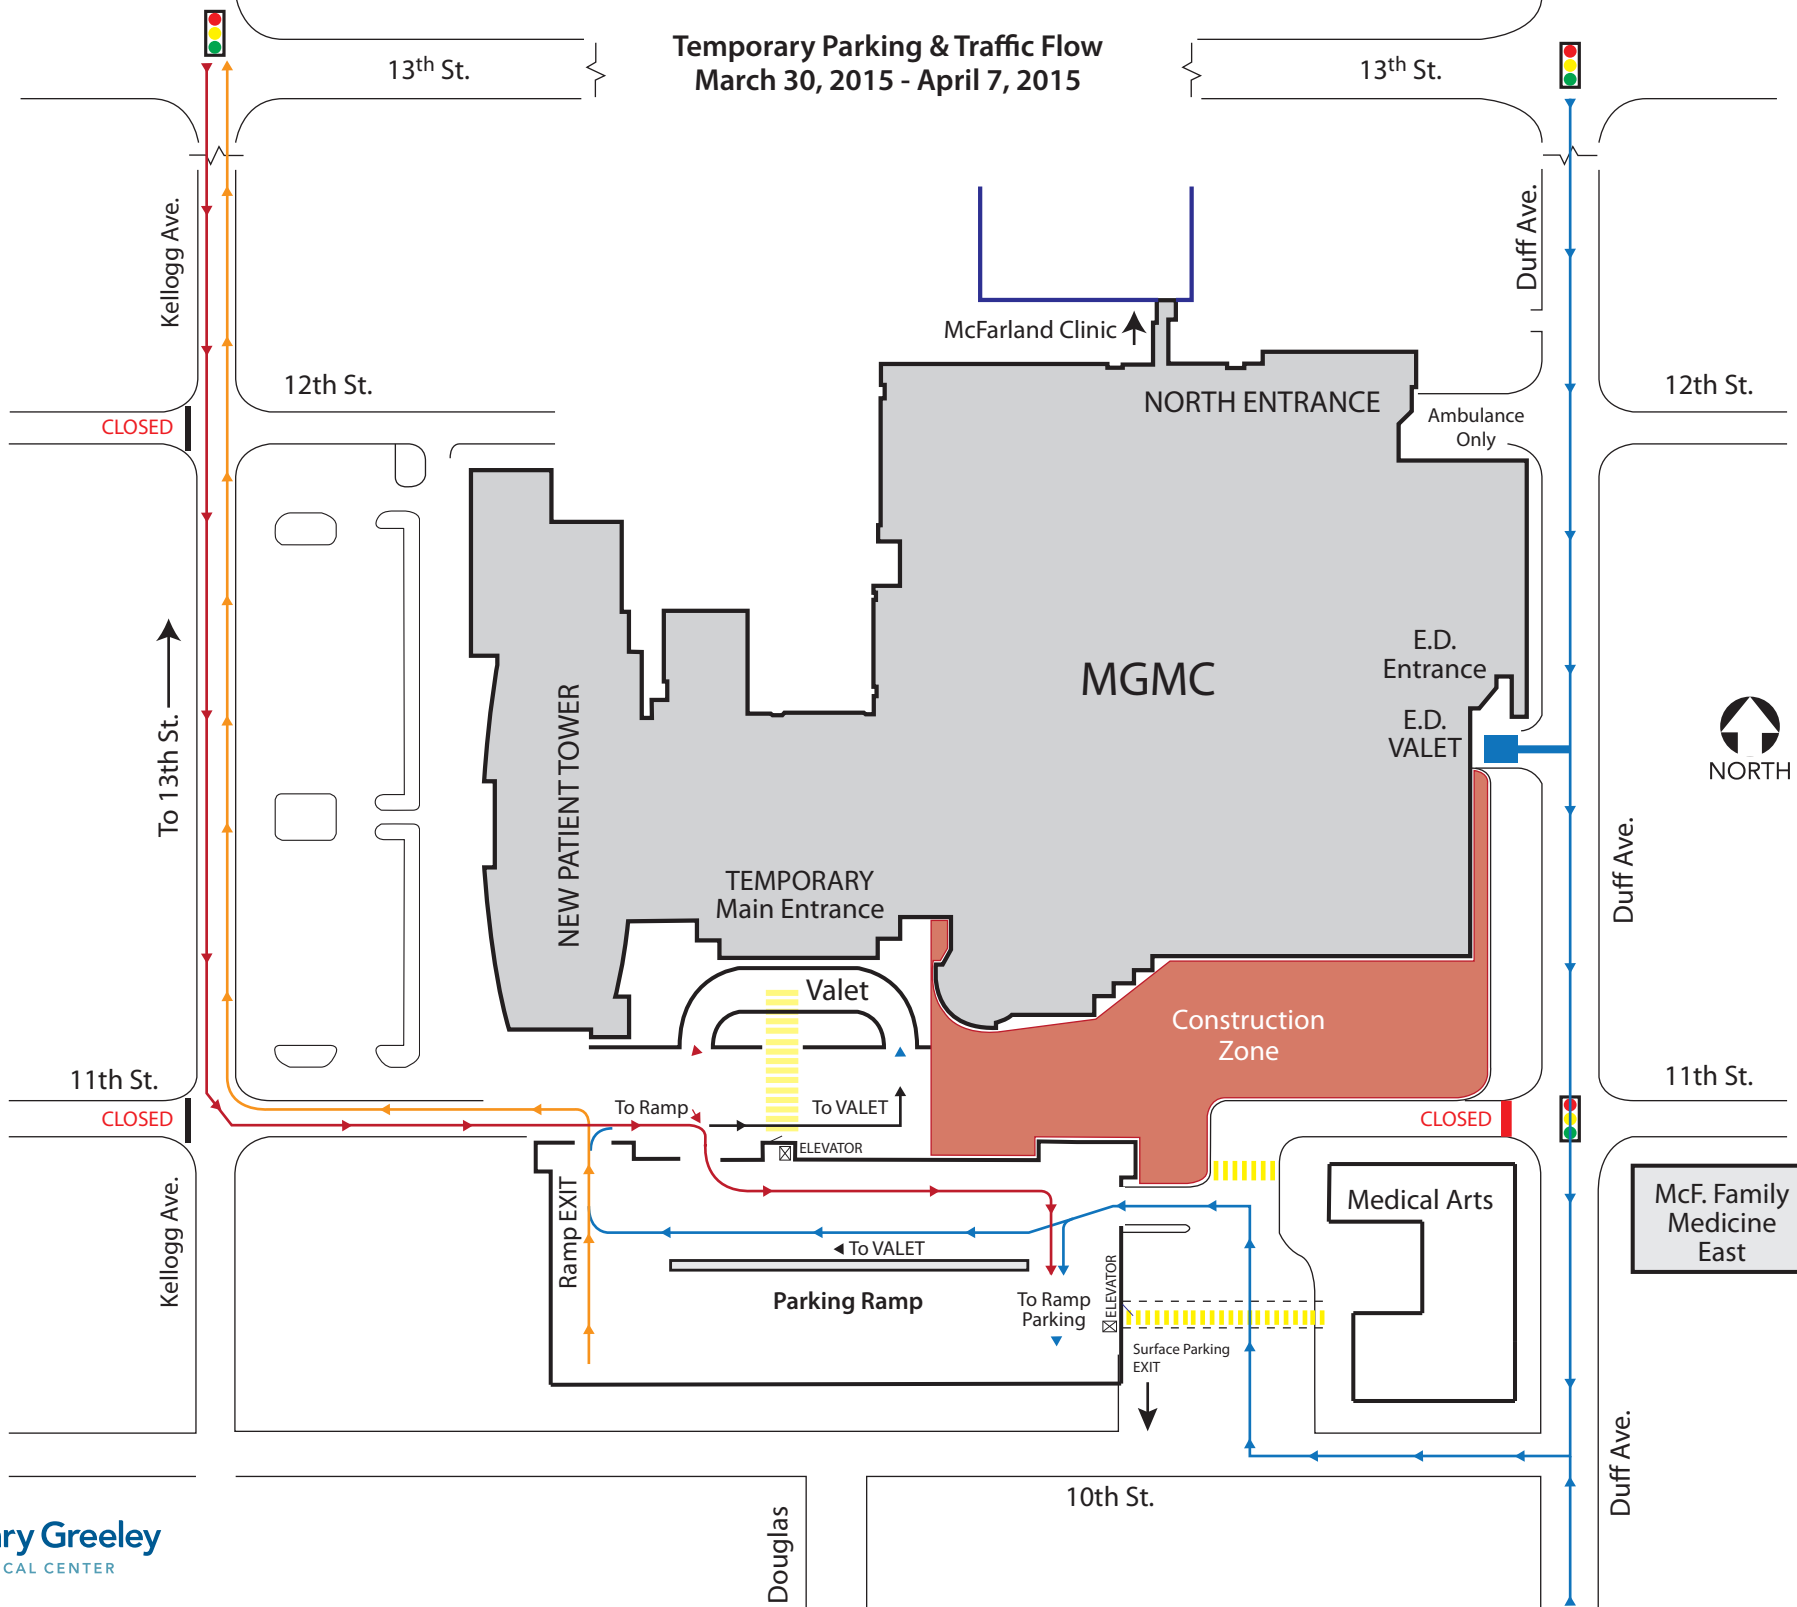 Temporary Parking & Traffic Flow
March 30, 2015 - April 7, 2015
13th St.
13th St.
Kellogg Ave.
Duff Ave.
McFarland Clinic
12th St.
CLOSED
NORTH ENTRANCE
Ambulance
Only
12th St.
To 13th St.
NEW PATIENT TOWER
MGMC
E.D.
Entrance
E.D.
VALET
NORTH
Duff Ave.
TEMPORARY
Main Entrance
Valet
Construction
Zone
11th St.
CLOSED
To Ramp
To VALET
ELEVATOR
CLOSED
11th St.
Kellogg Ave.
Ramp EXIT
To VALET
Parking Ramp
To Ramp
Parking
ELEVATOR
Surface Parking
EXIT
Medical Arts
McF. Family
Medicine
East
Duff Ave.
10th St.
Douglas
ry Greeley
CAL CENTER